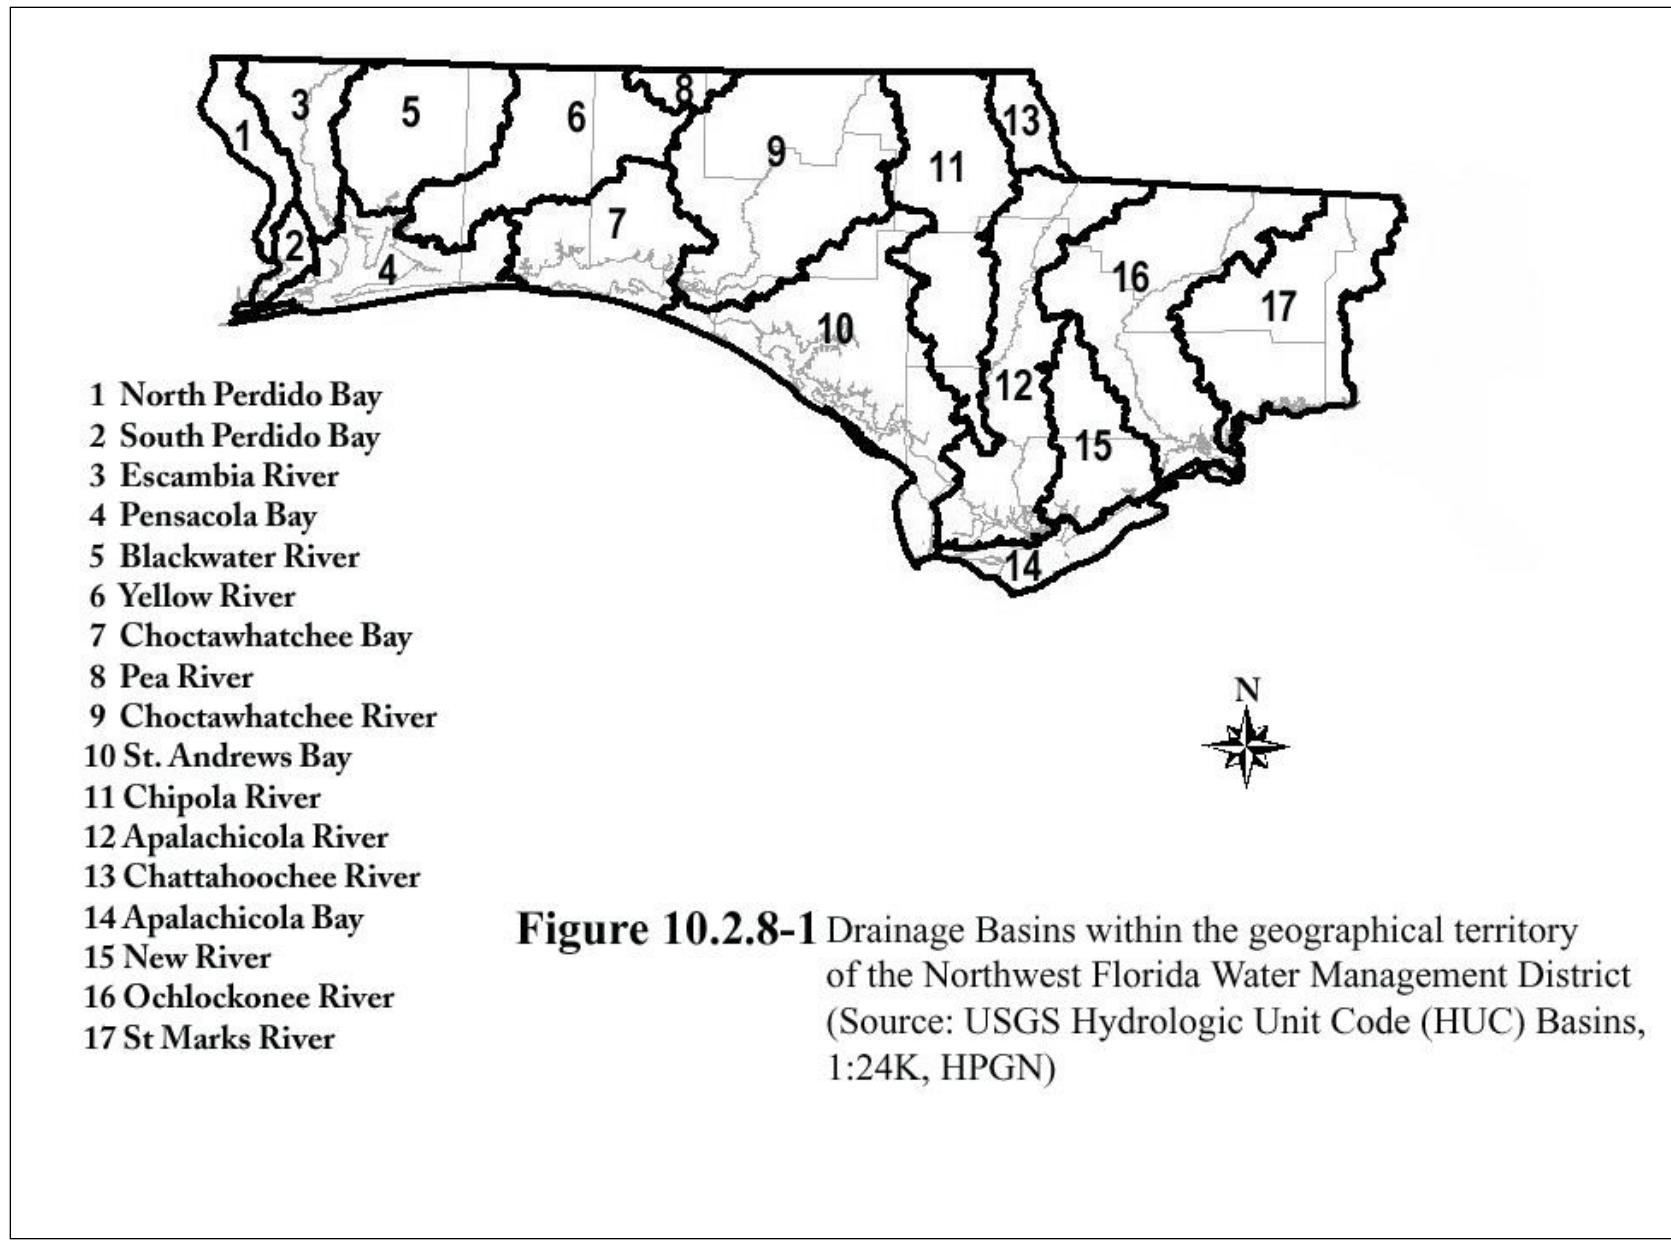 8
3
5
6
13
1
9
11
7
2
4
16
17
10
12
15
14
1 North Perdido Bay
2 South Perdido Bay
3 Escambia River
4 Pensacola Bay
5 Blackwater River
6 Yellow River
7 Choctawhatchee Bay
8 Pea River
9 Choctawhatchee River
10 St. Andrews Bay
11 Chipola River
12 Apalachicola River
13 Chattahoochee River
14 Apalachicola Bay
15 New River
16 Ochlockonee River
17 St Marks River
N
Figure 10.2.8-1 Drainage Basins within the geographical territory
of the Northwest Florida Water Management District
(Source: USGS Hydrologic Unit Code (HUC) Basins,
1:24K, HPGN)